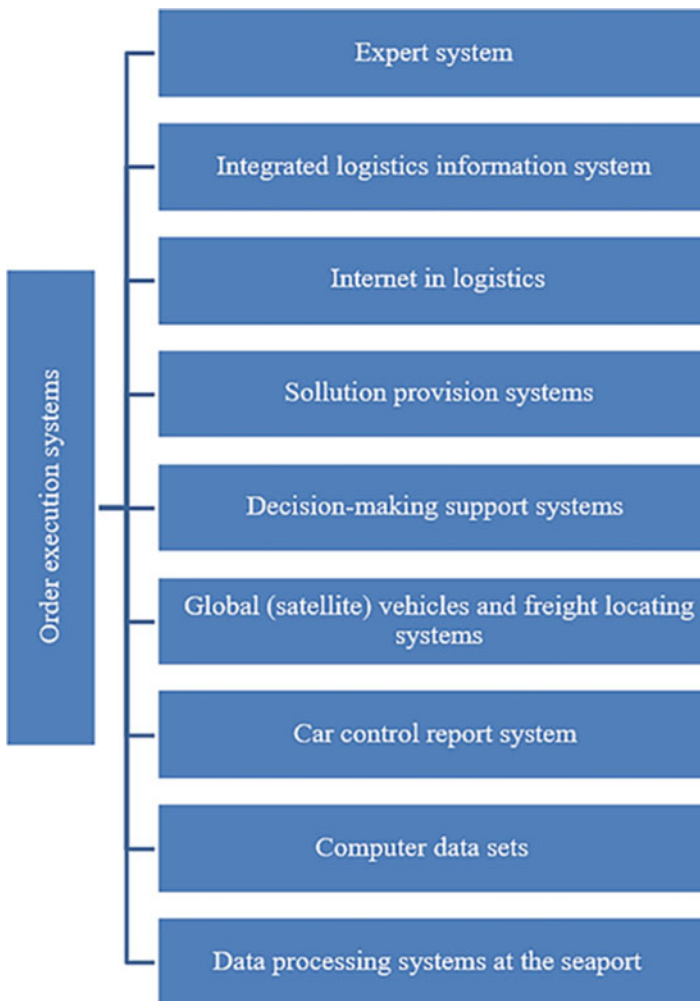 Order execution systems
Expert system
Integrated logistics information system
Internet in logistics
Sollution provision systems
Decision-making support systems
Global (satellite) vehicles and freight locating
systems
Car control report system
Computer data sets
Data processing systems at the seaport